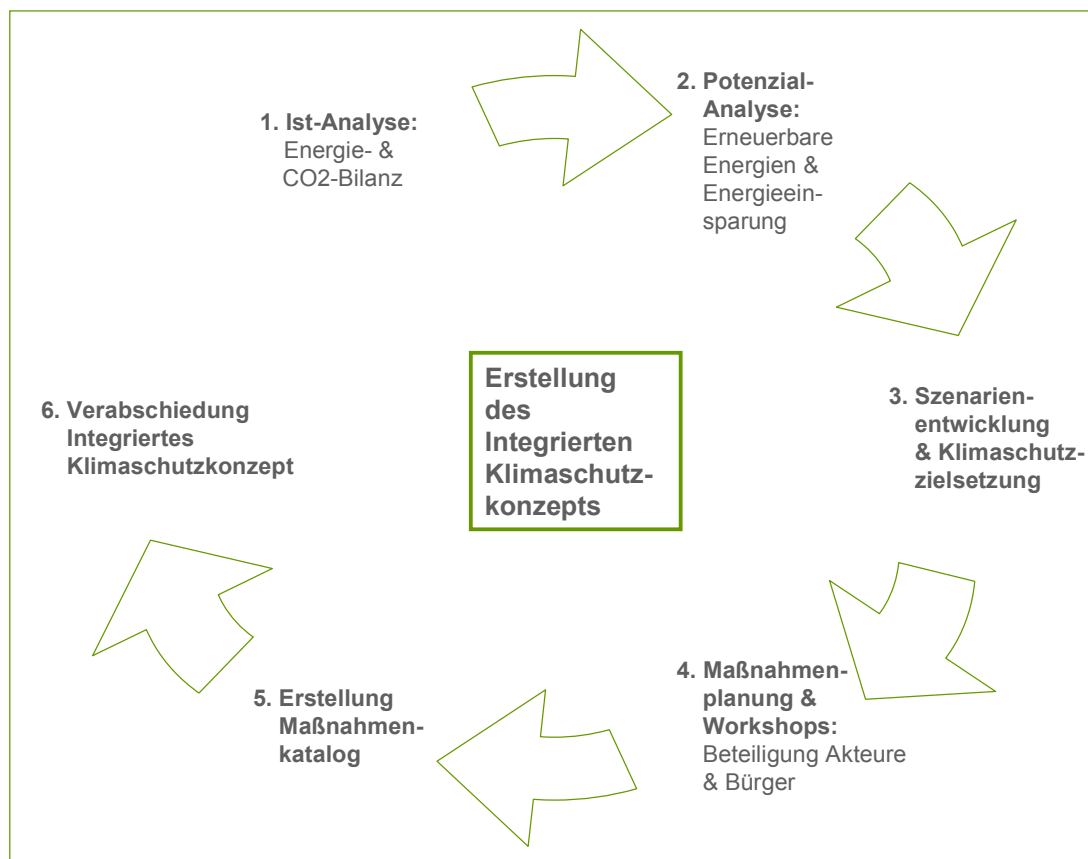 1. Ist-Analyse:
Energie- &
CO2-Bilanz
2. Potenzial-
Analyse:
Erneuerbare
Energien &
Energieein-
sparung
3. Szenarien-
entwicklung
& Klimaschutz-
zielsetzung
4. Maßnahmen-
planung &
Workshops:
Beteiligung Akteure
& Bürger
5. Erstellung
Maßnahmen-
katalog
6. Verabschiedung
Integriertes
Klimaschutzkonzept
Erstellung
des
Integrierten
Klimaschutz-
konzepts